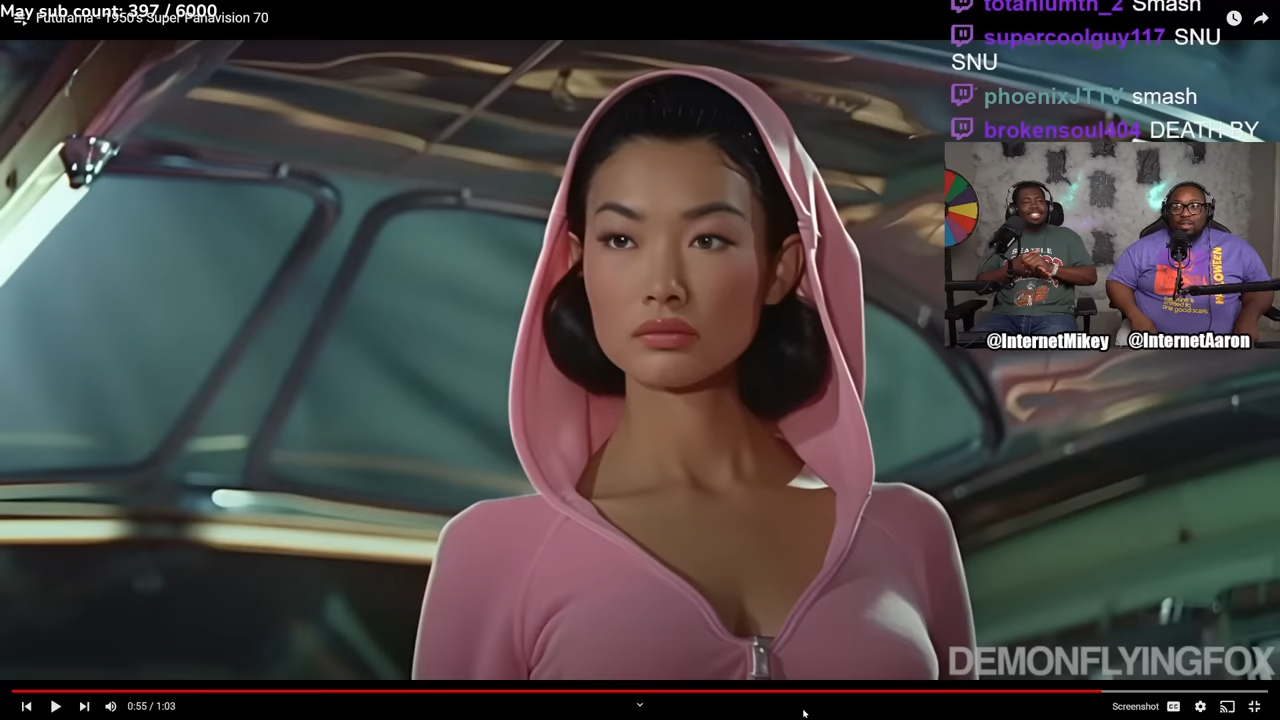 May sub count: 397 / 6000
Futurama - 1950's Super Panavision 70
totaniumth_2 Smash
supercoolguy117 SNU
SNU
phoenixJTTV smash
brokensoul404 DEATH BY
@InternetMikey @InternetAaron
DEMONFLYINGFOX
0:55 / 1:03
Screenshot